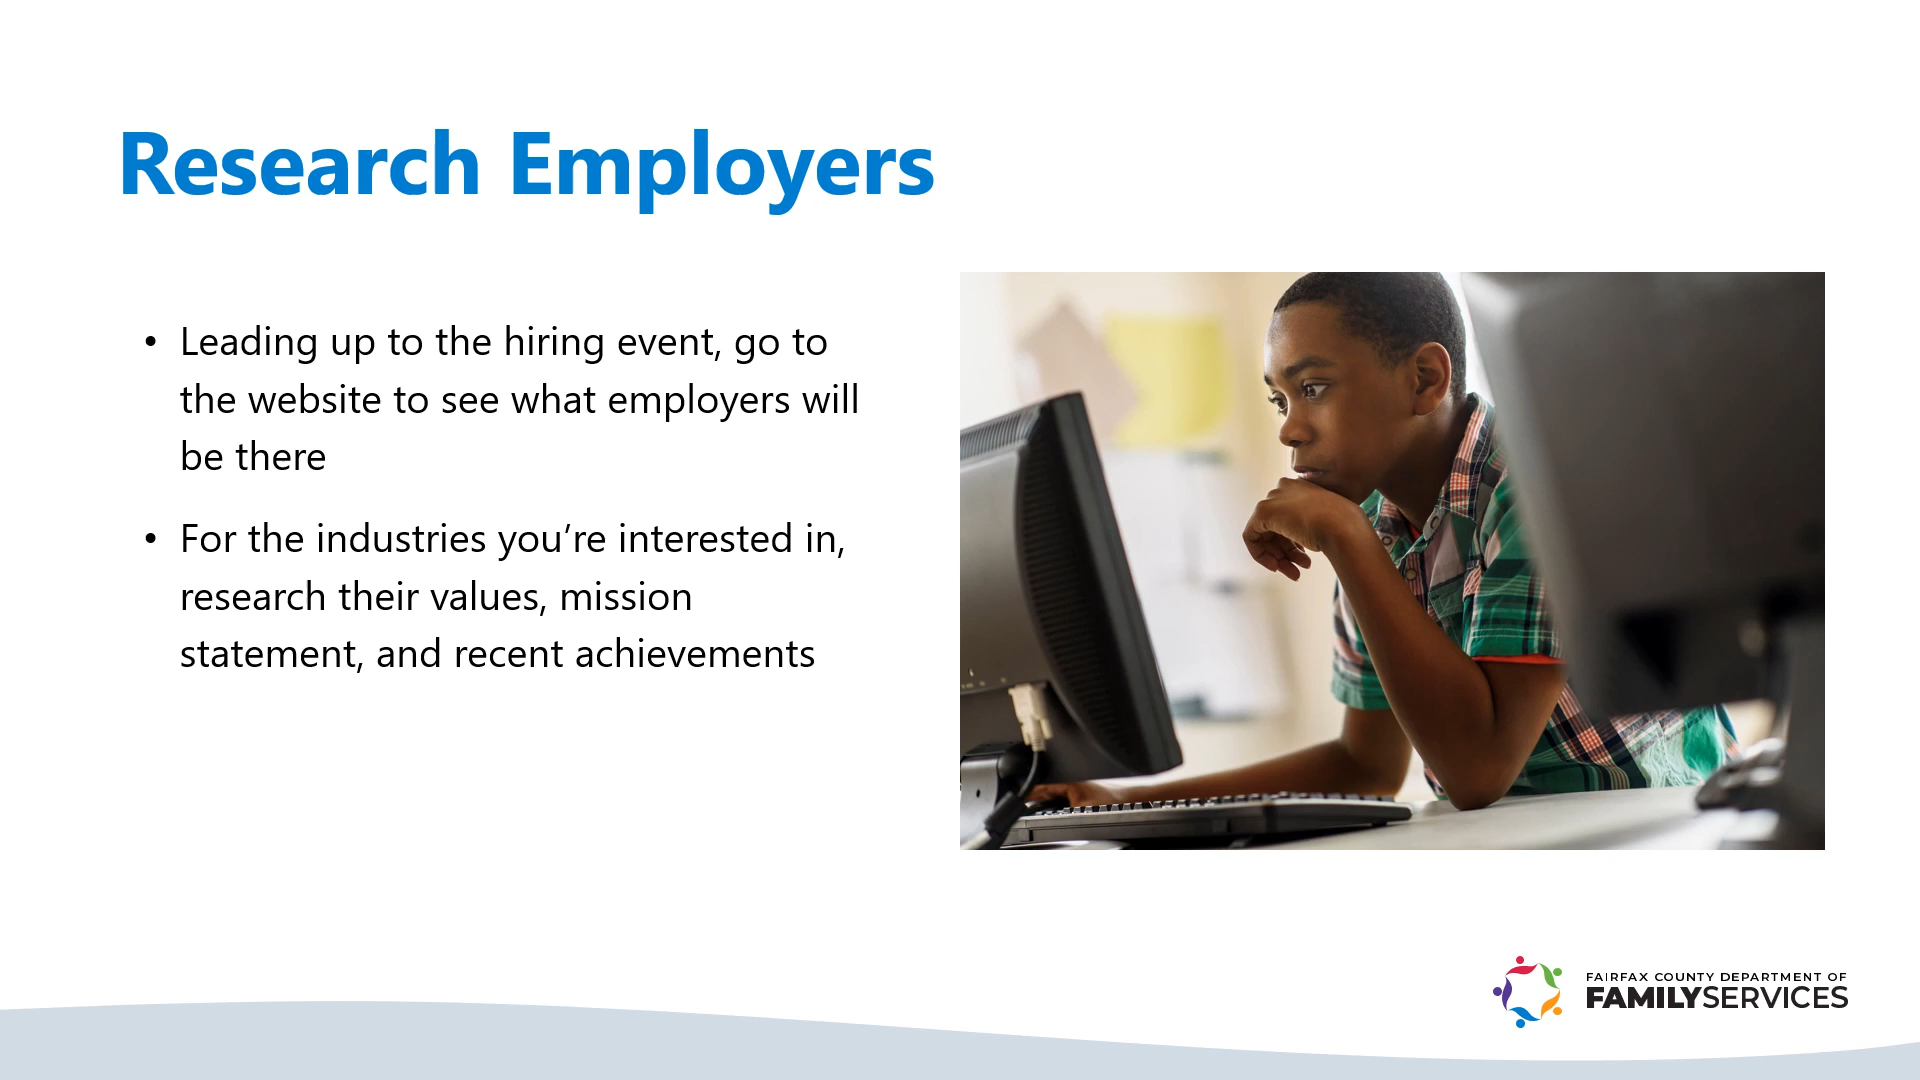 Research Employers
• Leading up to the hiring event, go to
the website to see what employers will
be there
• For the industries you’re interested in,
research their values, mission
statement, and recent achievements
FAIRFAX COUNTY DEPARTMENT OF
FAMILYSERVICES